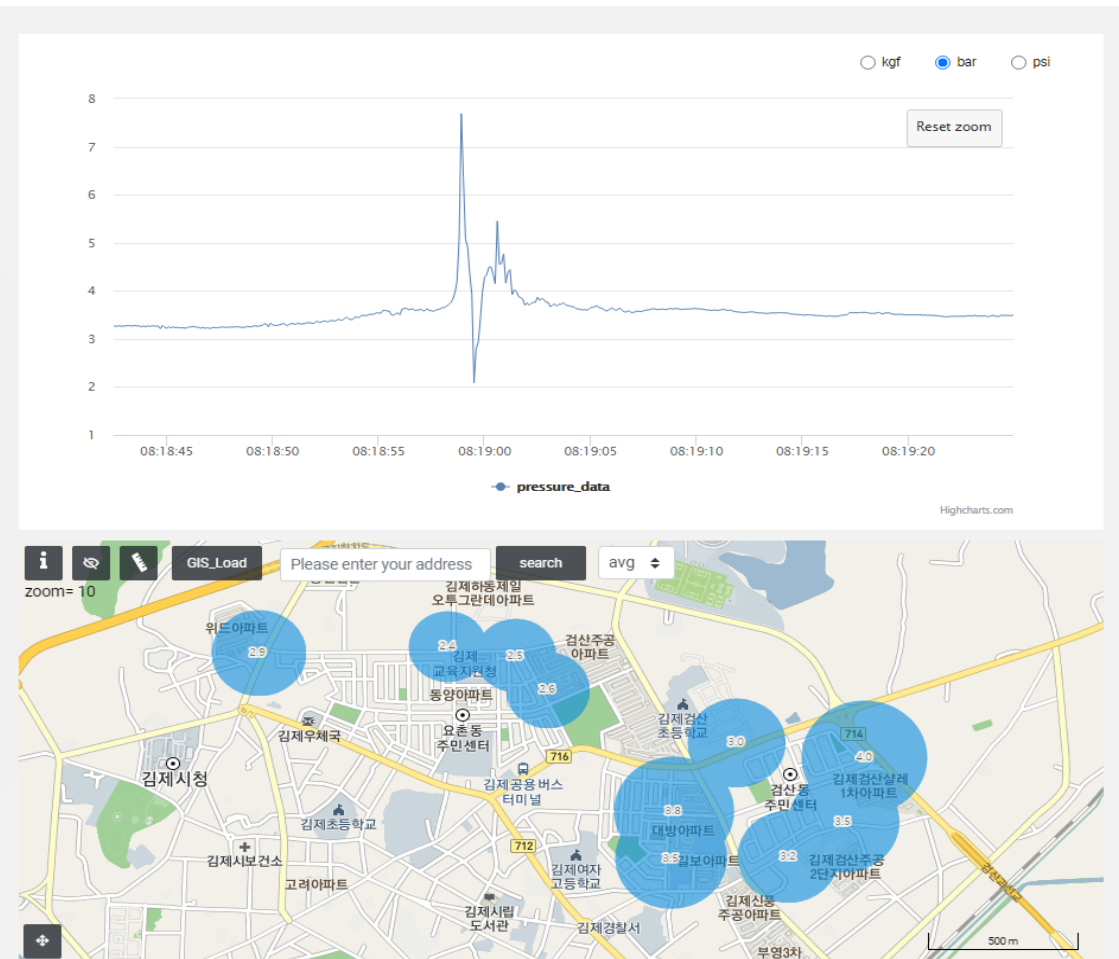 kgf bar psi
8
Reset zoom
7
6
5
4
3
2
1
08:18:45 08:18:50 08:18:55 08:19:00 08:19:05 08:19:10 08:19:15 08:19:20
pressure_data
Highcharts.com
i GIS_Load Please enter your address search avg
zoom= 10
김제하동제일
오투그란데아파트
위드아파트
2.9
2.4
2.5
2.6
김제
교육지원청
검산주공
아파트
동양아파트
요촌동
주민센터
김제우체국
김제시청
716
김제공용버스
터미널
김제검산
초등학교
3.0
714
4.0
김제검산샬레
1차아파트
검산동
주민센터
3.8
대방아파트
3.5
김제초등학교
712
김제시보건소
김제여자
고등학교
3.5
길보아파트
3.2
김제검산주공
2단지아파트
고려아파트
김제시립
도서관
김제경찰서
김제신풍
주공아파트
부영3차
검산과선교
500 m